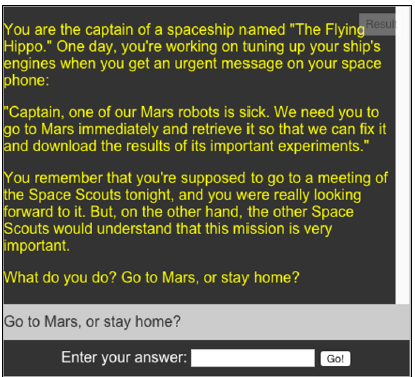 Result
You are the captain of a spaceship named "The Flying
Hippo." One day, you're working on tuning up your ship's
engines when you get an urgent message on your space
phone:
"Captain, one of our Mars robots is sick. We need you to
go to Mars immediately and retrieve it so that we can fix it
and download the results of its important experiments."
You remember that you're supposed to go to a meeting of
the Space Scouts tonight, and you were really looking
forward to it. But, on the other hand, the other Space
Scouts would understand that this mission is very
important.
What do you do? Go to Mars, or stay home?
Go to Mars, or stay home?
Enter your answer: Go!